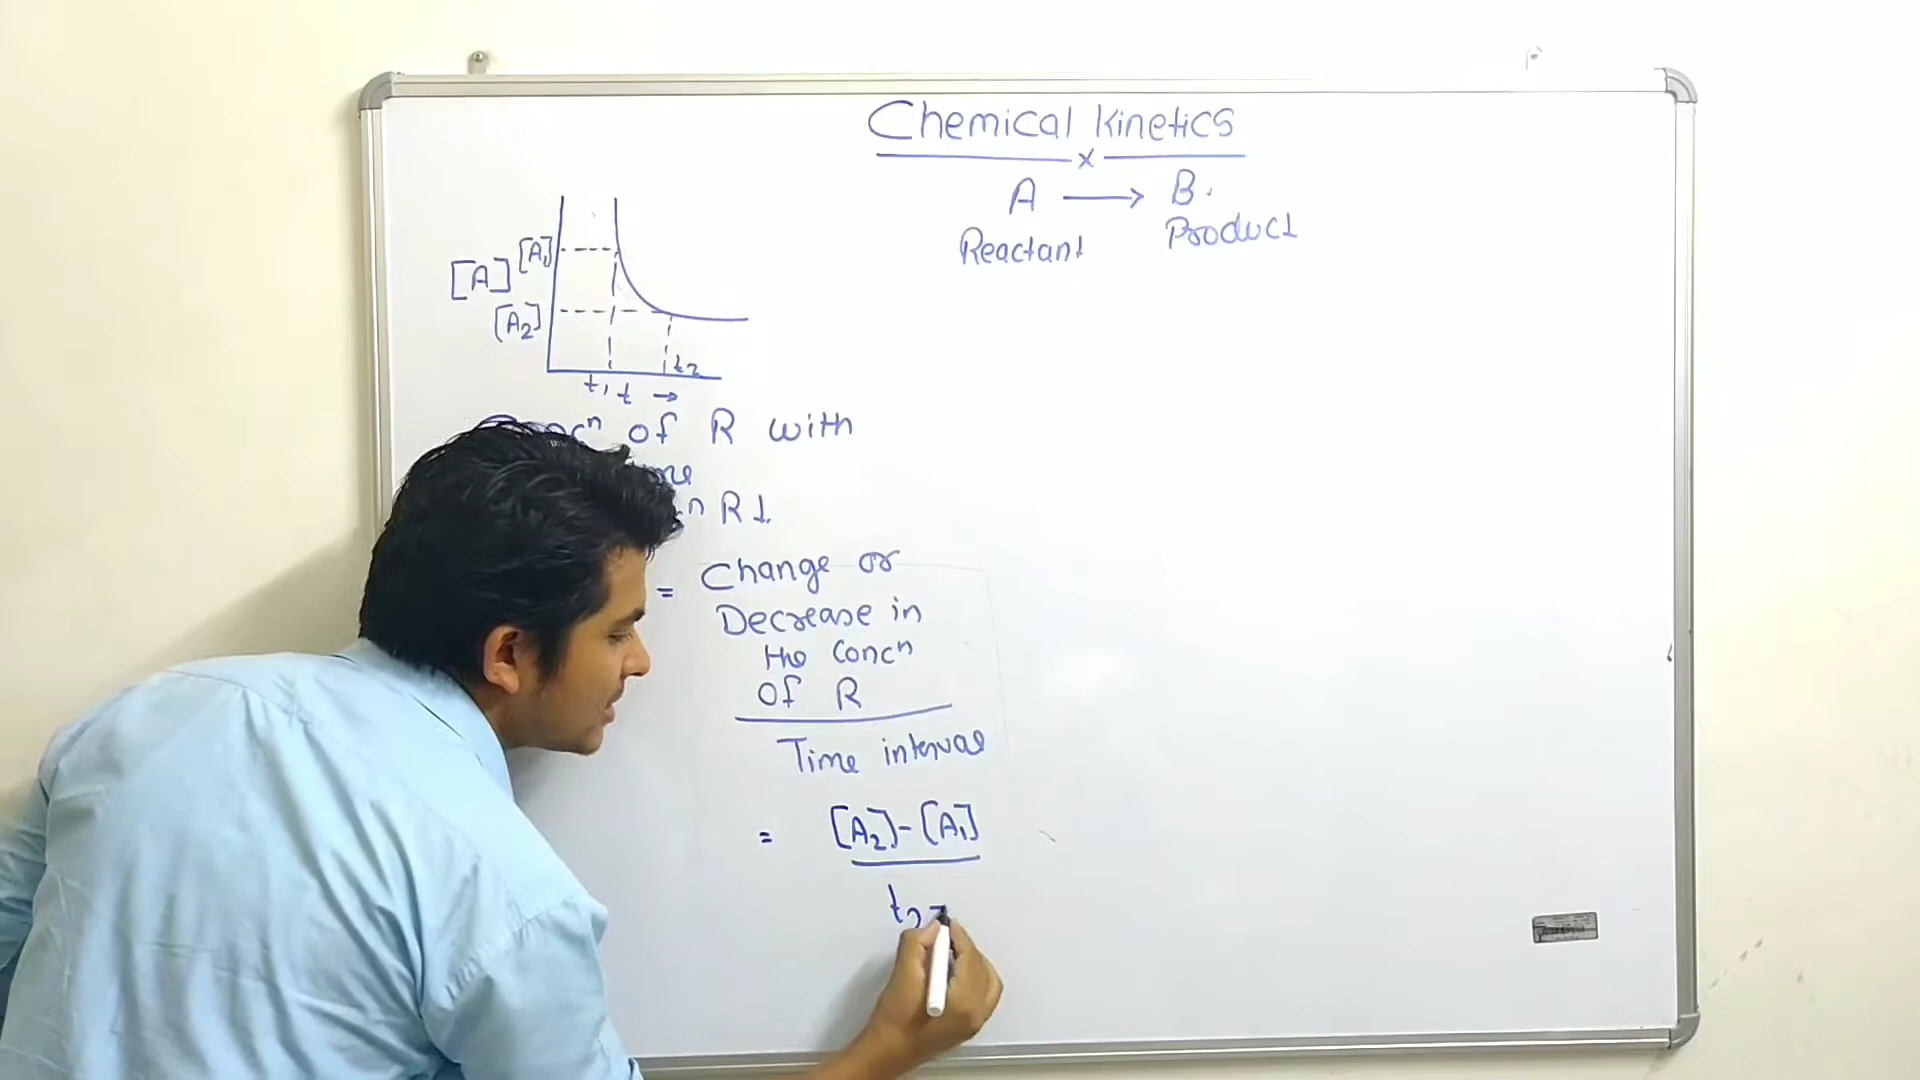 Chemical Kinetics
x
A → B.
Reactant Product
[A] [A₁]
[A₂]
t₂
t₁ t →
of R with
R↓.
= Change or
Decrease in
the concⁿ
of R
Time interval
= [A₂]-[A₁]
t₂ -